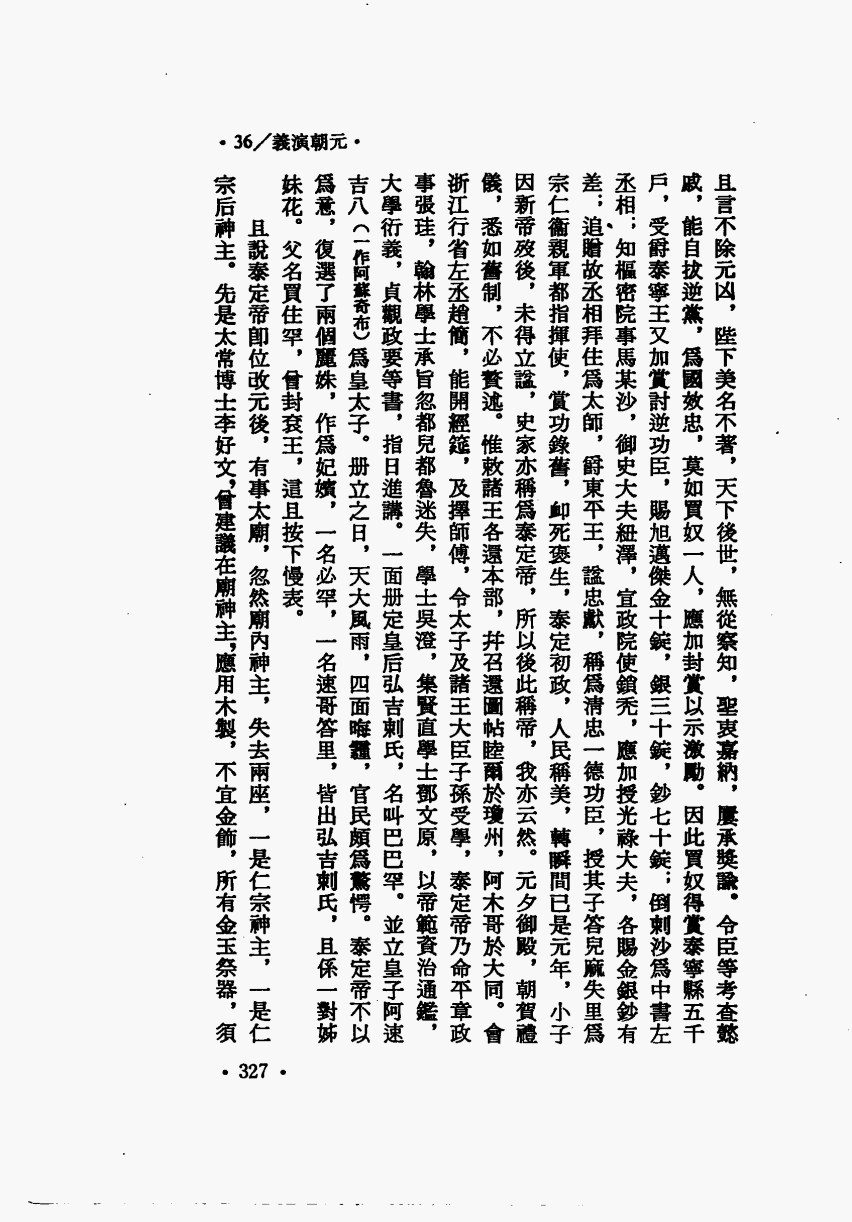 •36/義演朝元•
且言不除元凶，陛下美名不著，天下後世，無從察知，聖衷嘉納，屢承奬諭。令臣等考查懿
戚，能自拔逆黨，爲國效忠，莫如買奴一人，應加封賞以示激勵。因此買奴得賞泰寧縣五千
戶，受爵泰寧王又加賞討逆功臣，賜旭邁傑金十錠，銀三十錠，鈔七十錠；倒剌沙爲中書左
丞相；知樞密院事馬某沙，御史大夫紐澤，宣政院使鎖禿，應加授光祿大夫，各賜金銀鈔有
差；追贈故丞相拜住爲太師，爵東平王，諡忠獻，稱爲清忠一德功臣，授其子答兒麻失里爲
宗仁衞親軍都指揮使，賞功錄舊，卹死褒生，泰定初政，人民稱美，轉瞬間已是元年，小子
因新帝歿後，未得立諡，史家亦稱爲泰定帝，所以後此稱帝，我亦云然。元夕御殿，朝賀禮
儀，悉如舊制，不必贅述。惟敕諸王各還本部，幷召還圖帖睦爾於瓊州，阿木哥於大同。會
浙江行省左丞趙簡，能開經筵，及擇師傅，令太子及諸王大臣子孫受學，泰定帝乃命平章政
事張珪，翰林學士承旨忽都兒都魯迷失，學士吳澄，集賢直學士鄧文原，以帝範資治通鑑，
大學衍義，貞觀政要等書，指日進講。一面册定皇后弘吉剌氏，名叫巴巴罕。並立皇子阿速
吉八（一作阿蘇奇布）爲皇太子。册立之日，天大風雨，四面晦霾，官民頗爲驚愕。泰定帝不以
爲意，復選了兩個麗姝，作爲妃嬪，一名必罕，一名速哥答里，皆出弘吉剌氏，且係一對姊
妹花。父名買住罕，曾封袞王，這且按下慢表。
且說泰定帝卽位改元後，有事太廟，忽然廟內神主，失去兩座，一是仁宗神主，一是仁
宗后神主。先是太常博士李好文，曾建議在廟神主，應用木製，不宜金飾，所有金玉祭器，須
•327•